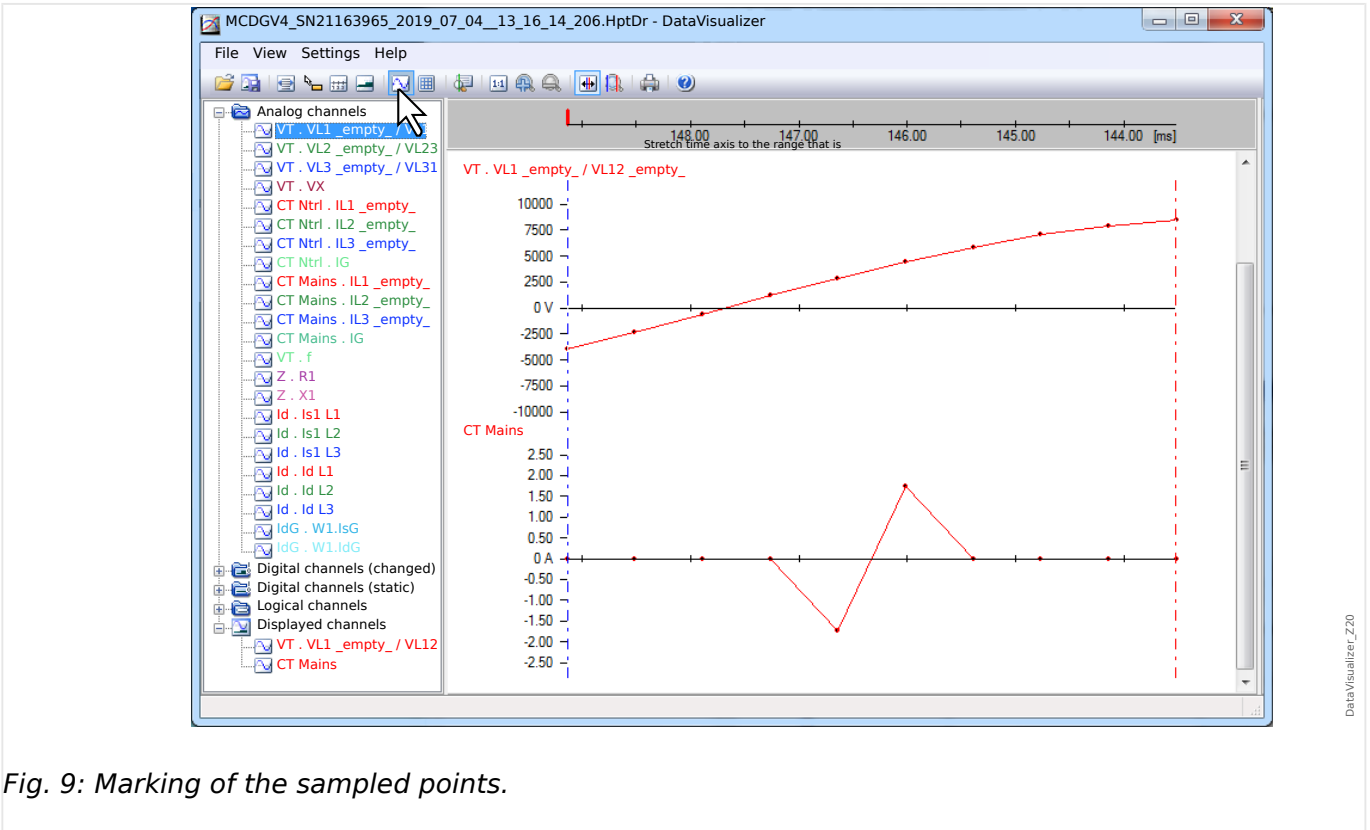 MCDGV4_SN21163965_2019_07_04__13_16_14_206.HptDr - DataVisualizer
File View Settings Help
1:1
Analog channels
VT . VL1 _empty_ /
VT . VL2 _empty_ / VL23
VT . VL3 _empty_ / VL31
VT . VX
CT Ntrl . IL1 _empty_
CT Ntrl . IL2 _empty_
CT Ntrl . IL3 _empty_
CT Ntrl . IG
CT Mains . IL1 _empty_
CT Mains . IL2 _empty_
CT Mains . IL3 _empty_
CT Mains . IG
VT . f
Z . R1
Z . X1
Id . Is1 L1
Id . Is1 L2
Id . Is1 L3
Id . Id L1
Id . Id L2
Id . Id L3
IdG . W1.IsG
IdG . W1.IdG
Digital channels (changed)
Digital channels (static)
Logical channels
Displayed channels
VT . VL1 _empty_ / VL12
CT Mains
148.00 147.00 146.00 145.00 144.00 [ms]
Stretch time axis to the range that is
VT . VL1 _empty_ / VL12 _empty_
10000
7500
5000
2500
0 V
-2500
-5000
-7500
-10000
CT Mains
2.50
2.00
1.50
1.00
0.50
0 A
-0.50
-1.00
-1.50
-2.00
-2.50
DataVisualizer_Z20
Fig. 9: Marking of the sampled points.